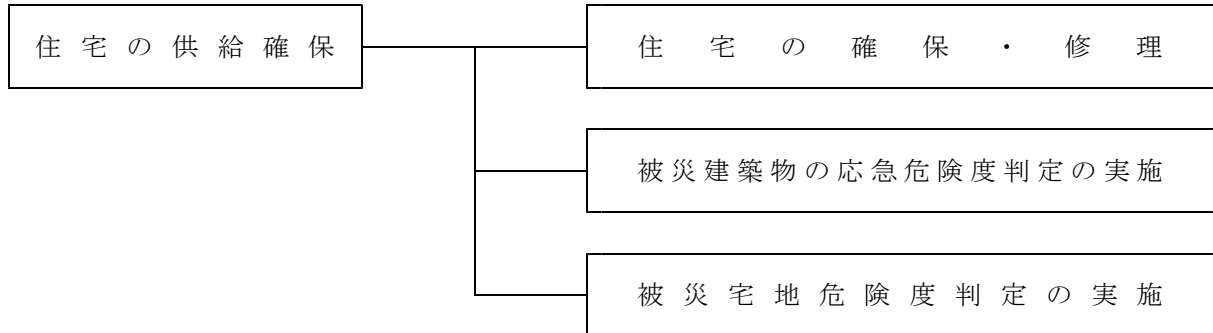 住宅の供給確保
住宅の確保・修理
被災建築物の応急危険度判定の実施
被災宅地危険度判定の実施